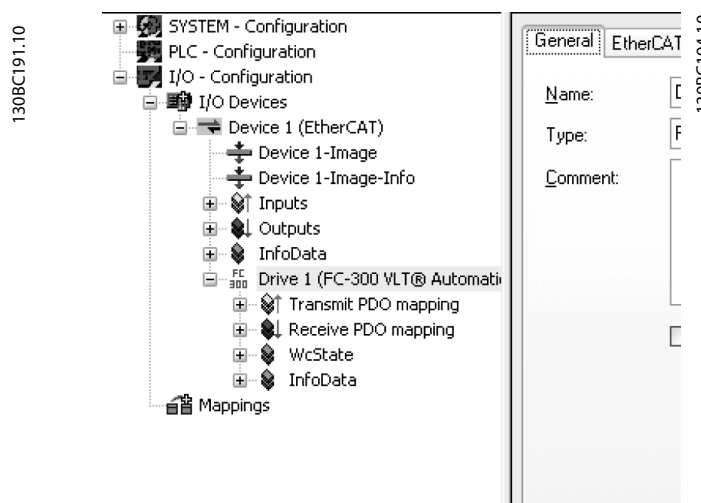 130BC191.10
SYSTEM - Configuration
PLC - Configuration
I/O - Configuration
I/O Devices
Device 1 (EtherCAT)
Device 1-Image
Device 1-Image-Info
Inputs
Outputs
InfoData
FC 300 Drive 1 (FC-300 VLT® Automati
Transmit PDO mapping
Receive PDO mapping
WcState
InfoData
Mappings
General EtherCAT
Name:
Type:
Comment: